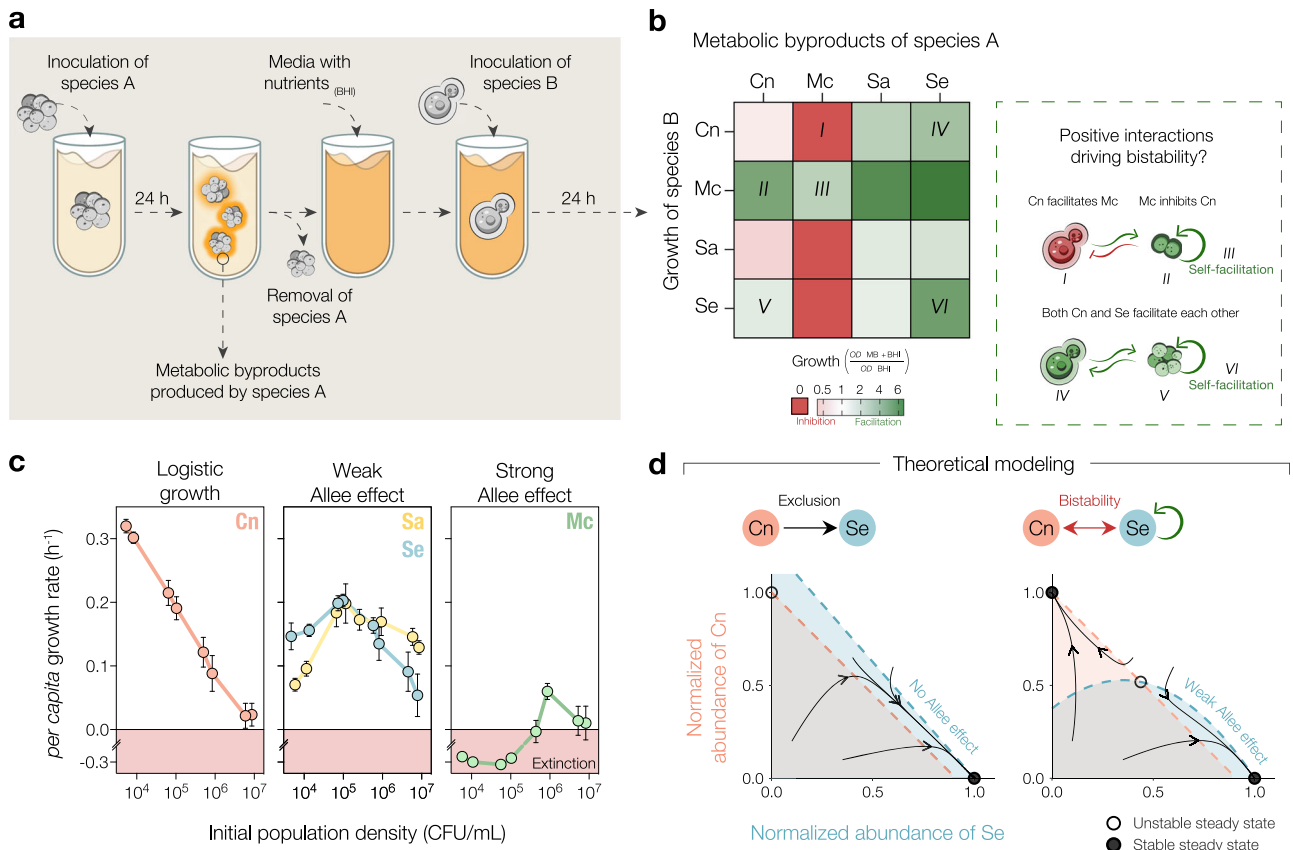 a
Inoculation of
species A
Media with
nutrients (BHI)
Inoculation of
species B
24 h
24 h
Removal of
species A
Metabolic byproducts
produced by species A
b
Metabolic byproducts of species A
Cn Mc Sa Se
Growth of species B
Cn I IV
Mc II III
Sa
Se V VI
Growth (OD MB + BHI / OD BHI)
0 0.5 1 2 4 6
Inhibition Facilitation
Positive interactions
driving bistability?
Cn facilitates Mc Mc inhibits Cn
I II III
Self-facilitation
Both Cn and Se facilitate each other
IV V VI
Self-facilitation
c
Logistic
growth
Weak
Allee effect
Strong
Allee effect
Cn
Sa
Se
Mc
per capita growth rate (h⁻¹)
0.3
0.2
0.1
0.0
-0.3
Extinction
10⁴ 10⁵ 10⁶ 10⁷
10⁴ 10⁵ 10⁶ 10⁷
10⁴ 10⁵ 10⁶ 10⁷
Initial population density (CFU/mL)
d
Theoretical modeling
Cn Exclusion Se
Cn Bistability Se
Normalized
abundance of Cn
1.0
0.5
0.0
0.0 0.5 1.0
No Allee effect
1.0
0.5
0.0
0.0 0.5 1.0
Weak Allee effect
Normalized abundance of Se
Unstable steady state
Stable steady state